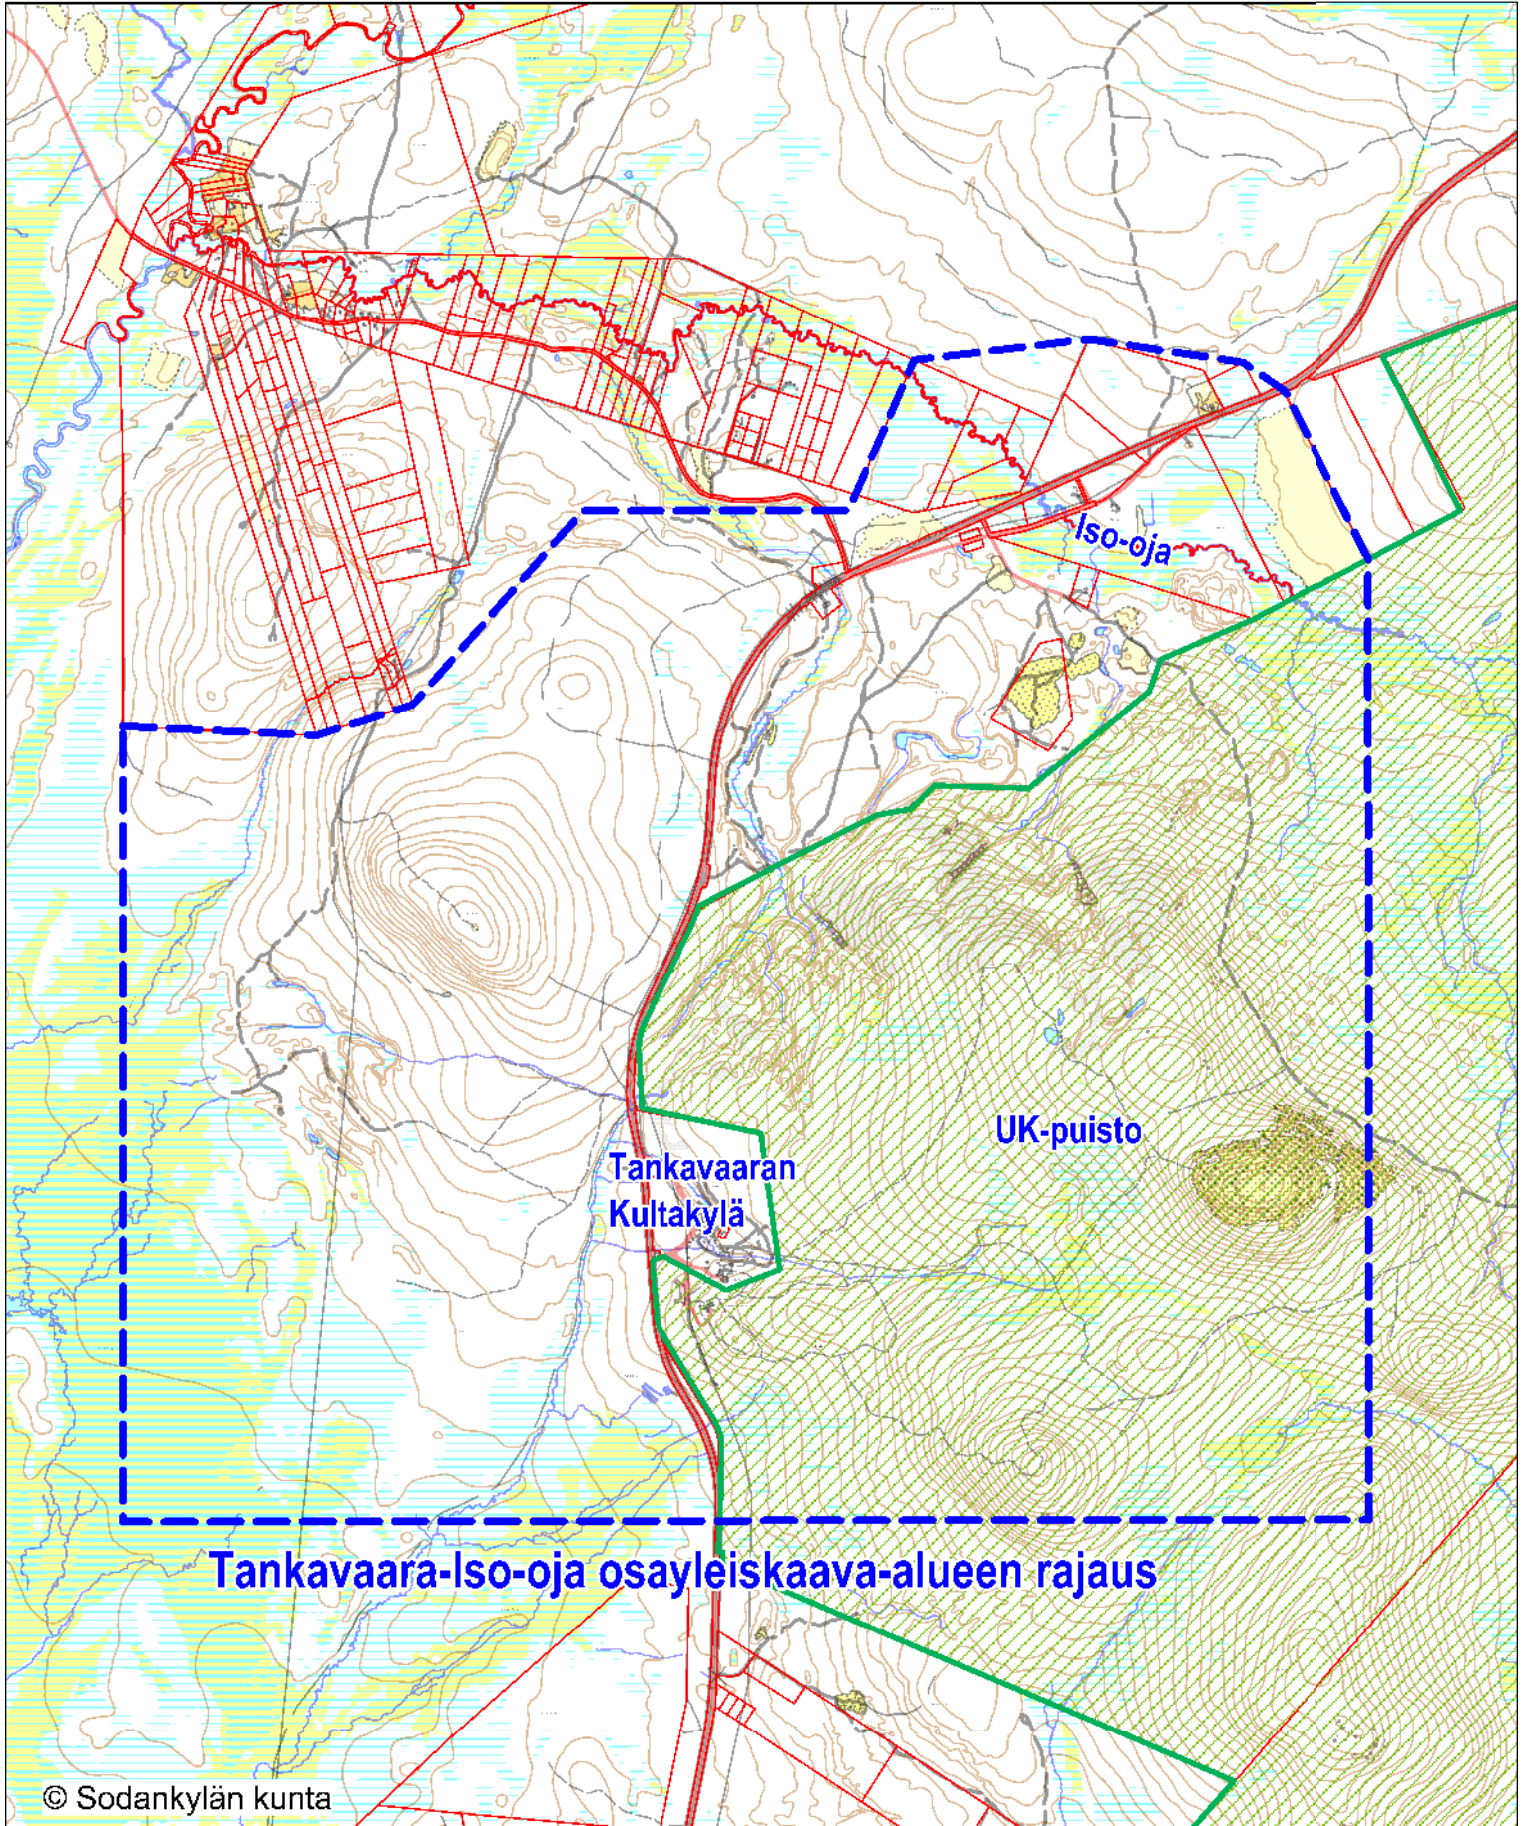 Iso-oja
UK-puisto
Tankavaaran
Kultakylä
Tankavaara-Iso-oja osayleiskaava-alueen rajaus
© Sodankylän kunta